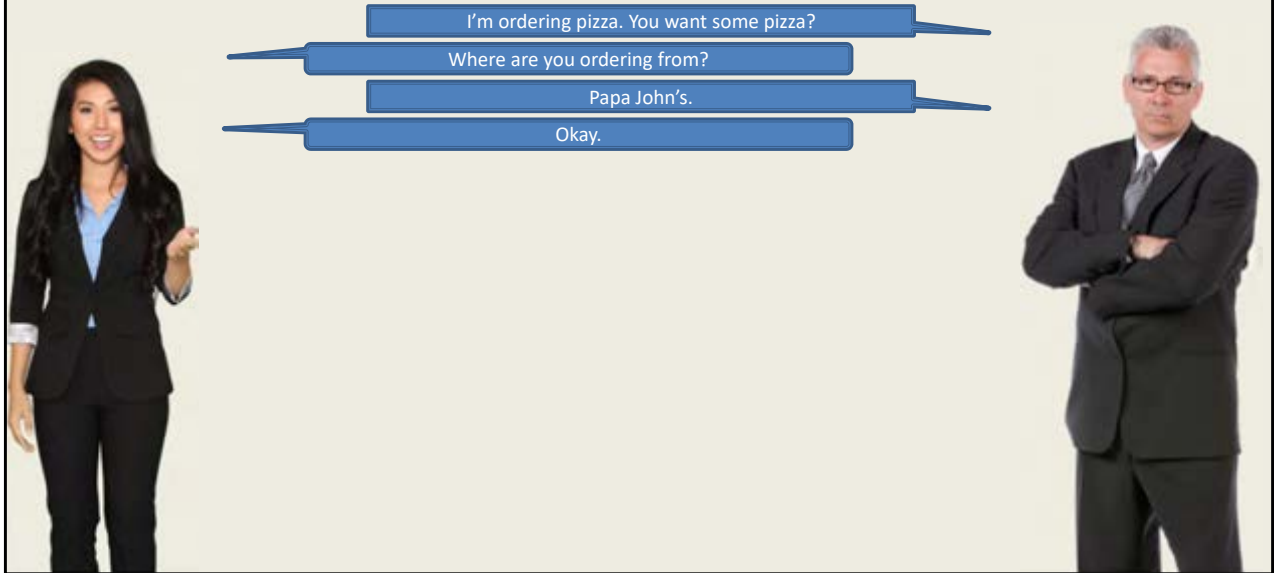 I’m ordering pizza. You want some pizza?
Where are you ordering from?
Papa John’s.
Okay.